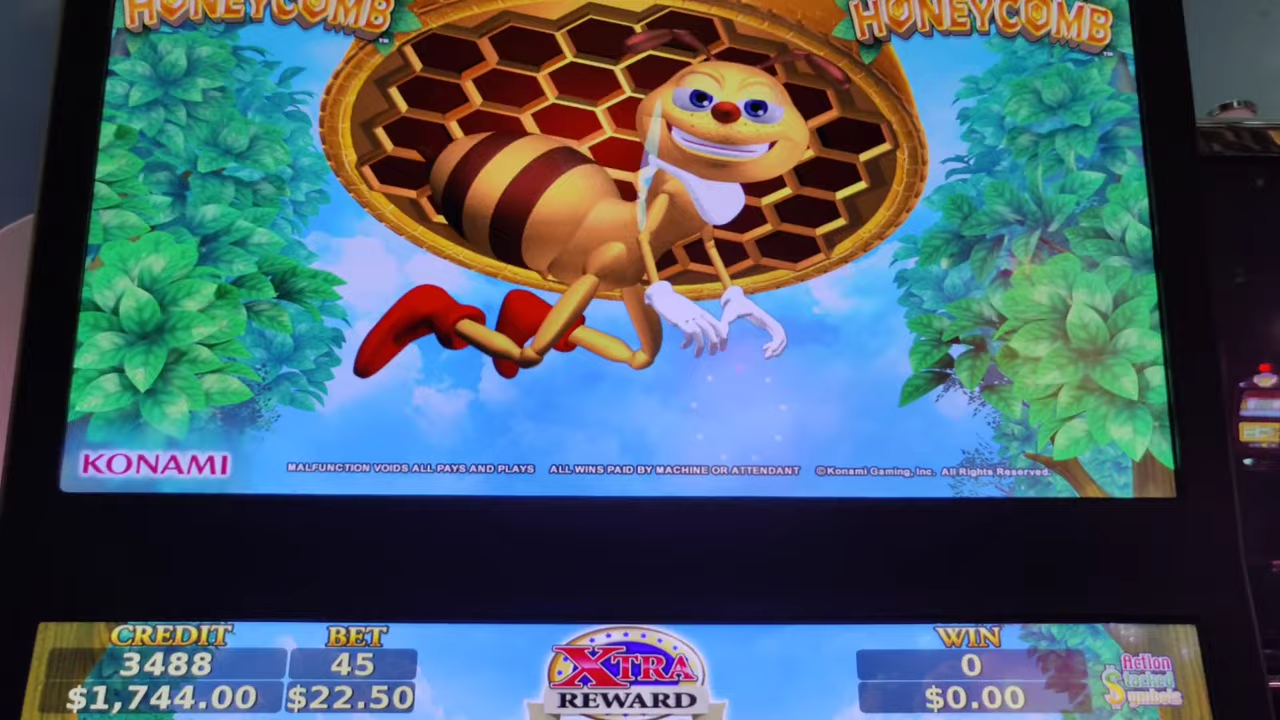 HONEYCOMB™
HONEYCOMB™
KONAMI
MALFUNCTION VOIDS ALL PAYS AND PLAYS ALL WINS PAID BY MACHINE OR ATTENDANT ©Konami Gaming, Inc. All Rights Reserved.
CREDIT BET WIN
3488 45 0
$1,744.00 $22.50 $0.00
XTRA
REWARD
Action
Stacked
Symbols